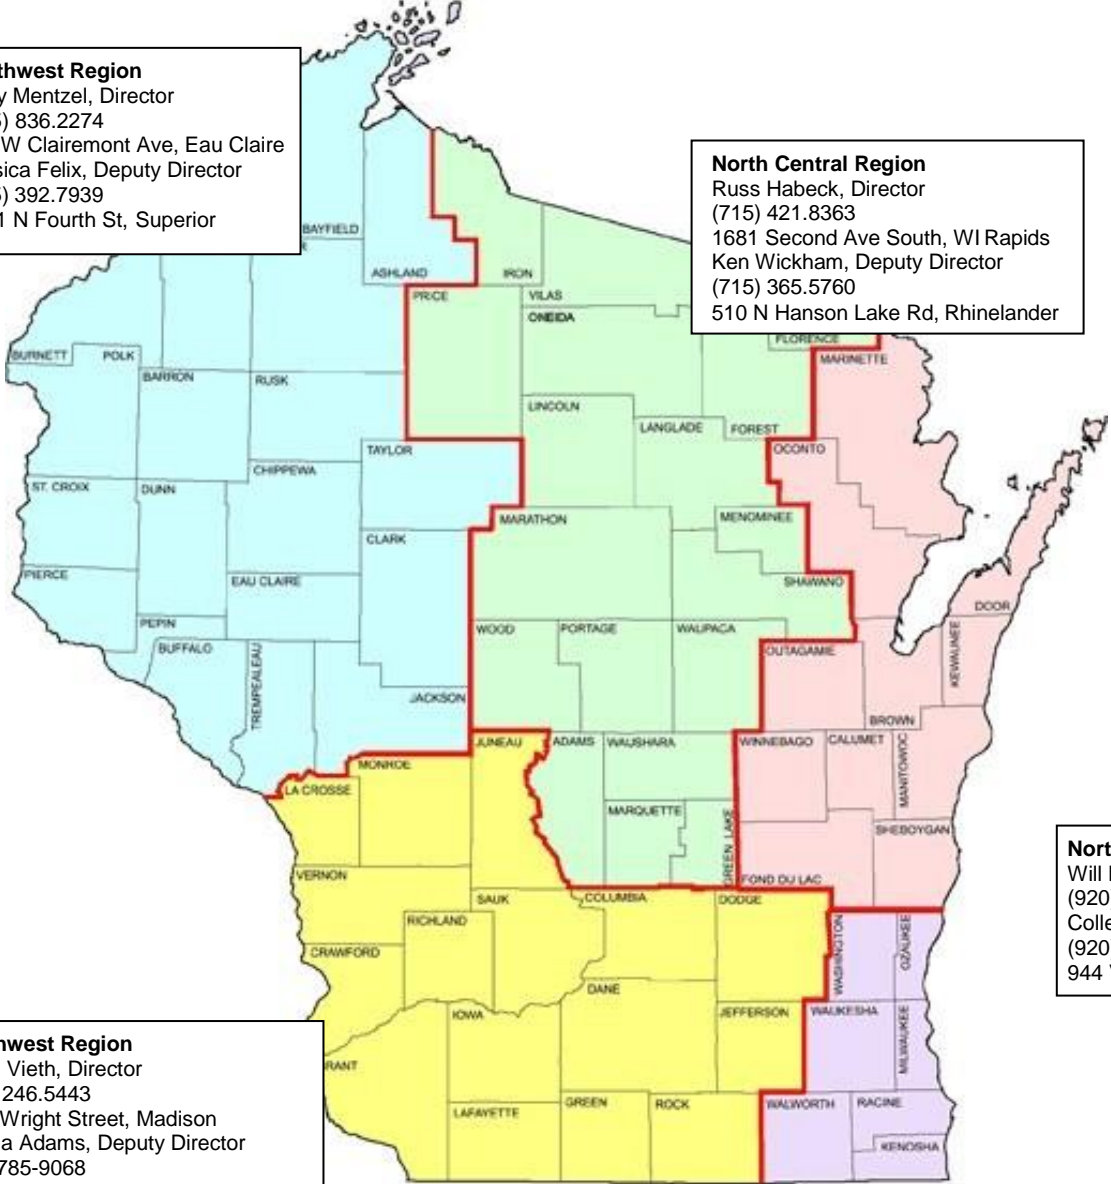 thwest Region
y Mentzel, Director
) 836.2274
W Clairemont Ave, Eau Claire
sica Felix, Deputy Director
) 392.7939
1 N Fourth St, Superior
North Central Region
Russ Habeck, Director
(715) 421.8363
1681 Second Ave South, WI Rapids
Ken Wickham, Deputy Director
(715) 365.5760
510 N Hanson Lake Rd, Rhinelander
BAYFIELD
R
ASHLAND
IRON
PRICE
VILAS
ONEIDA
FLORENCE
BURNETT
POLK
MARINETTE
BARRON
RUSK
LINCOLN
LANGLADE
FOREST
TAYLOR
OCONTO
CHIPPEWA
ST. CROIX
DUNN
MARATHON
MENOMINEE
CLARK
PIERCE
EAU CLAIRE
SHAWANO
DOOR
PEPIN
WOOD
PORTAGE
WAUPACA
BUFFALO
TREMPEALEAU
OUTAGAMIE
KEWAUNEE
JACKSON
BROWN
JUNEAU
ADAMS
WAUSHARA
WINNEBAGO
CALUMET
MANITOWOC
MONROE
LA CROSSE
MARQUETTE
GREEN LAKE
SHEBOYGAN
VERNON
FOND DU LAC
SAUK
COLUMBIA
DODGE
RICHLAND
WASHINGTON
OZAUKEE
CRAWFORD
DANE
IOWA
JEFFERSON
WAUKESHA
MILWAUKEE
RANT
LAFAYETTE
GREEN
ROCK
WALWORTH
RACINE
KENOSHA
Nort
Will
(920
Colle
(920
944
hwest Region
Vieth, Director
246.5443
Wright Street, Madison
a Adams, Deputy Director
785-9068